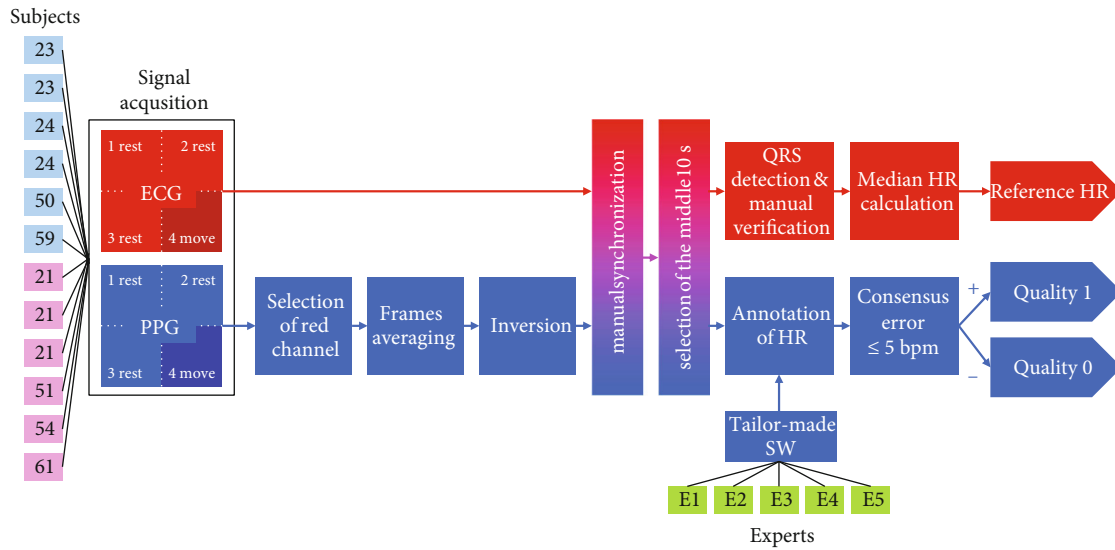 Subjects
23
23
24
24
50
59
21
21
21
51
54
61
Signal
acqusition
1 rest
2 rest
ECG
3 rest
4 move
1 rest
2 rest
PPG
3 rest
4 move
Selection
of red
channel
Frames
averaging
Inversion
manualsynchronization
selection of the middle10 s
QRS
detection &
manual
verification
Median HR
calculation
Reference HR
Annotation
of HR
Consensus
error
≤ 5 bpm
+
Quality 1
−
Quality 0
Tailor-made
SW
E1
E2
E3
E4
E5
Experts